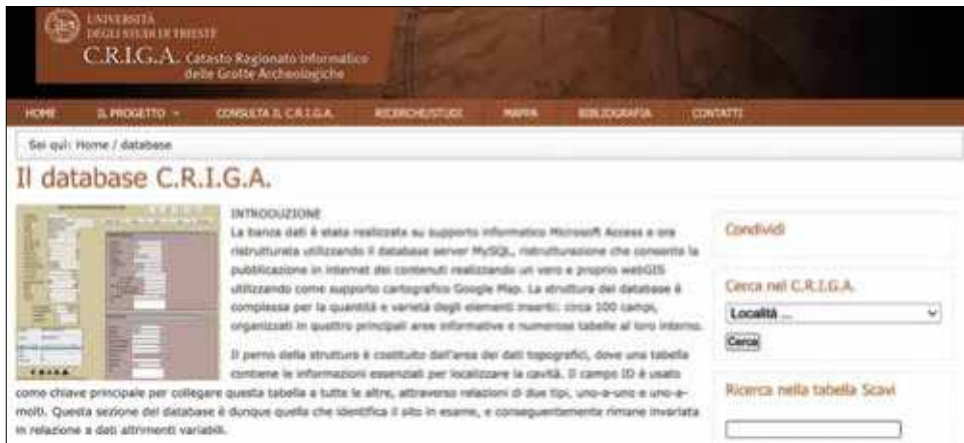 UNIVERSITÀ
DEGLI STUDI DI TRIESTE
C.R.I.G.A. Catasto Ragionato Informatico
delle Grotte Archeologiche
HOME IL PROGETTO CONSULTA IL C.R.I.G.A. RICERCHE/STUDI MAPPA BIBLIOGRAFIA CONTATTI
Sei qui: Home / database
Il database C.R.I.G.A.
INTRODUZIONE
La banca dati è stata realizzata su supporto informatico Microsoft Access e ora
ristrutturata utilizzando il database server MySQL, ristrutturazione che consente la
pubblicazione in internet dei contenuti realizzando un vero e proprio webGIS
utilizzando come supporto cartografico Google Map. La struttura del database è
complessa per la quantità e varietà degli elementi inseriti: circa 100 campi,
organizzati in quattro principali aree informative e numerose tabelle al loro interno.
Il perno della struttura è costituito dall'area dei dati topografici, dove una tabella
contiene le informazioni essenziali per localizzare la cavità. Il campo ID è usato
come chiave principale per collegare questa tabella a tutte le altre, attraverso relazioni di due tipi, uno-a-uno e uno-a-
molti. Questa sezione del database è dunque quella che identifica il sito in esame, e conseguentemente rimane invariata
in relazione a dati altrimenti variabili.
Condividi
Cerca nel C.R.I.G.A.
Località ...
Cerca
Ricerca nella tabella Scavi